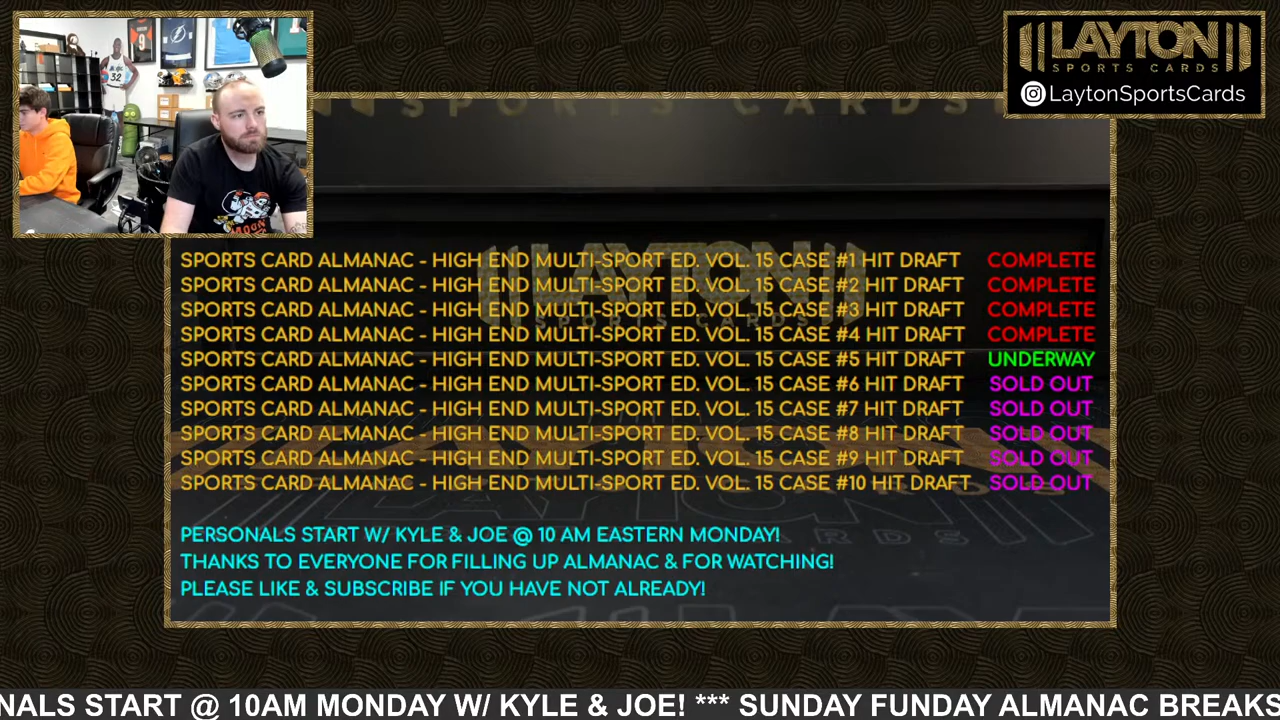 LAYTON
SPORTS CARDS
LaytonSportsCards
SPORTS CARDS
32
9
LAYTON
SPORTS CARDS
SPORTS CARD ALMANAC - HIGH END MULTI-SPORT ED. VOL. 15 CASE #1 HIT DRAFT COMPLETE
SPORTS CARD ALMANAC - HIGH END MULTI-SPORT ED. VOL. 15 CASE #2 HIT DRAFT COMPLETE
SPORTS CARD ALMANAC - HIGH END MULTI-SPORT ED. VOL. 15 CASE #3 HIT DRAFT COMPLETE
SPORTS CARD ALMANAC - HIGH END MULTI-SPORT ED. VOL. 15 CASE #4 HIT DRAFT COMPLETE
SPORTS CARD ALMANAC - HIGH END MULTI-SPORT ED. VOL. 15 CASE #5 HIT DRAFT UNDERWAY
SPORTS CARD ALMANAC - HIGH END MULTI-SPORT ED. VOL. 15 CASE #6 HIT DRAFT SOLD OUT
SPORTS CARD ALMANAC - HIGH END MULTI-SPORT ED. VOL. 15 CASE #7 HIT DRAFT SOLD OUT
SPORTS CARD ALMANAC - HIGH END MULTI-SPORT ED. VOL. 15 CASE #8 HIT DRAFT SOLD OUT
SPORTS CARD ALMANAC - HIGH END MULTI-SPORT ED. VOL. 15 CASE #9 HIT DRAFT SOLD OUT
SPORTS CARD ALMANAC - HIGH END MULTI-SPORT ED. VOL. 15 CASE #10 HIT DRAFT SOLD OUT
PERSONALS START W/ KYLE & JOE @ 10 AM EASTERN MONDAY!
THANKS TO EVERYONE FOR FILLING UP ALMANAC & FOR WATCHING!
PLEASE LIKE & SUBSCRIBE IF YOU HAVE NOT ALREADY!
NALS START @ 10AM MONDAY W/ KYLE & JOE! *** SUNDAY FUNDAY ALMANAC BREAKS